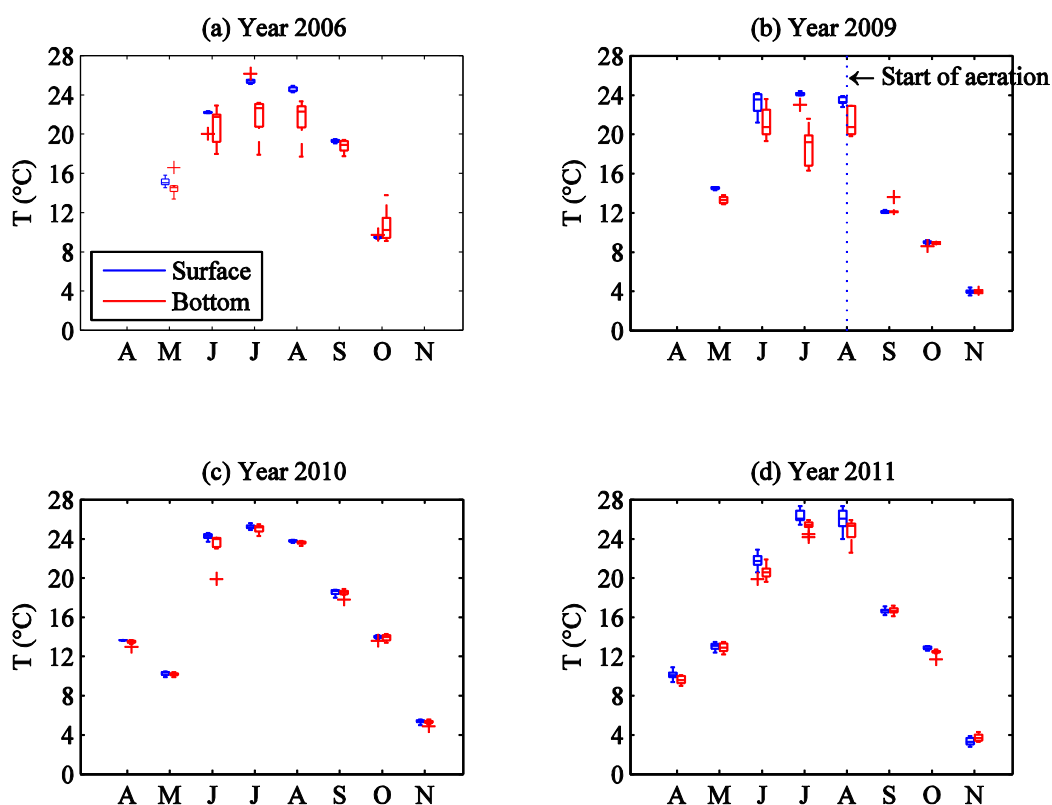 (a) Year 2006
28
24
20
16
12
8
4
0
T (°C)
Surface
Bottom
A M J J A S O N
(b) Year 2009
28
24
20
16
12
8
4
0
T (°C)
← Start of aeration
A M J J A S O N
(c) Year 2010
28
24
20
16
12
8
4
0
T (°C)
A M J J A S O N
(d) Year 2011
28
24
20
16
12
8
4
0
T (°C)
A M J J A S O N